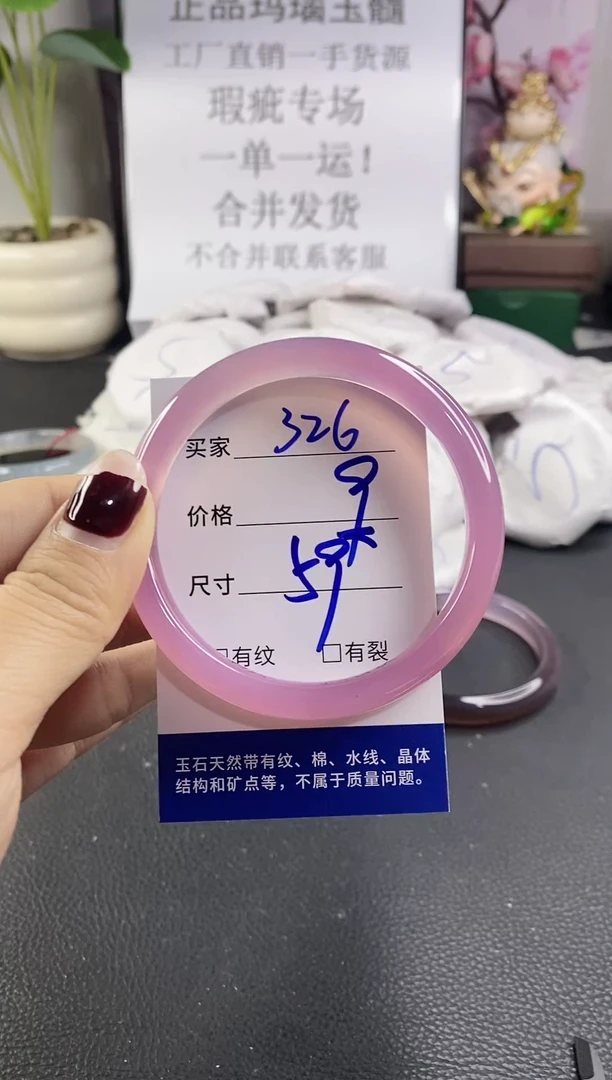 正品玛瑙玉髓
工厂直销一手货源
瑕疵专场
一单一运！
合并发货
不合并联系客服
买家 326
价格 9
尺寸 59
□有纹 □有裂
玉石天然带有纹、棉、水线、晶体
结构和矿点等，不属于质量问题。